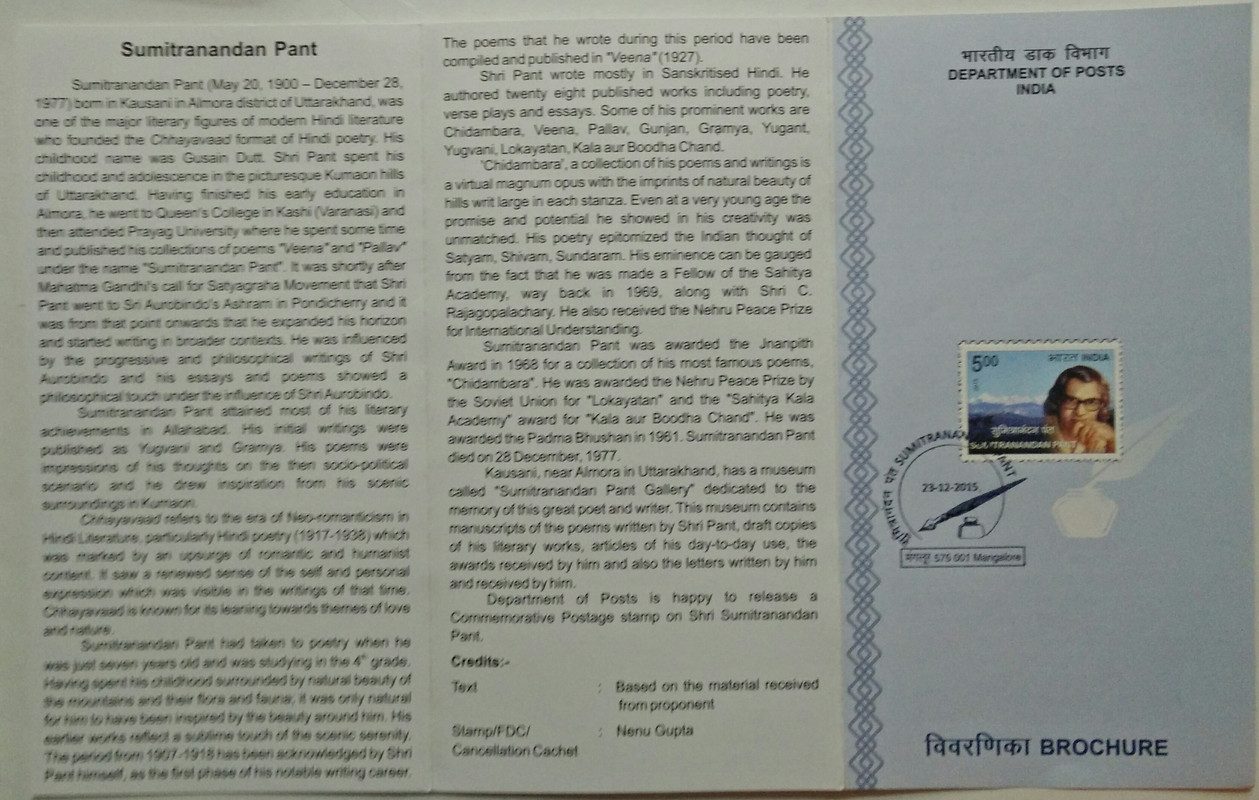 Sumitranandan Pant
Sumitranandan Pant (May 20, 1900 – December 28,
1977) born in Kausani in Almora district of Uttarakhand, was
one of the major literary figures of modern Hindi literature
who founded the Chhayavaad format of Hindi poetry. His
childhood name was Gusain Dutt. Shri Pant spent his
childhood and adolescence in the picturesque Kumaon hills
of Uttarakhand. Having finished his early education in
Almora, he went to Queen's College in Kashi (Varanasi) and
then attended Prayag University where he spent some time
and published his collections of poems "Veena" and "Pallav"
under the name "Sumitranandan Pant". It was shortly after
Mahatma Gandhi's call for Satyagraha Movement that Shri
Pant went to Sri Aurobindo's Ashram in Pondicherry and it
was from that point onwards that he expanded his horizon
and started writing in broader contexts. He was influenced
by the progressive and philosophical writings of Shri
Aurobindo and his essays and poems showed a
philosophical touch under the influence of Shri Aurobindo.
Sumitranandan Pant attained most of his literary
achievements in Allahabad. His initial writings were
published as Yugvani and Gramya. His poems were
impressions of his thoughts on the then socio-political
scenario and he drew inspiration from his scenic
surroundings in Kumaon.
Chhayavaad refers to the era of Neo-romanticism in
Hindi Literature, particularly Hindi poetry (1917-1938) which
was marked by an upsurge of romantic and humanist
content. It saw a renewed sense of the self and personal
expression which was visible in the writings of that time.
Chhayavaad is known for its leaning towards themes of love
and nature.
Sumitranandan Pant had taken to poetry when he
was just seven years old and was studying in the 4th grade.
Having spent his childhood surrounded by natural beauty of
the mountains and their flora and fauna, it was only natural
for him to have been inspired by the beauty around him. His
earlier works reflect a sublime touch of the scenic serenity.
The period from 1907-1918 has been acknowledged by Shri
Pant himself, as the first phase of his notable writing career.
The poems that he wrote during this period have been
compiled and published in "Veena" (1927).
Shri Pant wrote mostly in Sanskritised Hindi. He
authored twenty eight published works including poetry,
verse plays and essays. Some of his prominent works are
Chidambara, Veena, Pallav, Gunjan, Gramya, Yugant,
Yugvani, Lokayatan, Kala aur Boodha Chand.
'Chidambara', a collection of his poems and writings is
a virtual magnum opus with the imprints of natural beauty of
hills writ large in each stanza. Even at a very young age the
promise and potential he showed in his creativity was
unmatched. His poetry epitomized the Indian thought of
Satyam, Shivam, Sundaram. His eminence can be gauged
from the fact that he was made a Fellow of the Sahitya
Academy, way back in 1969, along with Shri C.
Rajagopalachary. He also received the Nehru Peace Prize
for International Understanding.
Sumitranandan Pant was awarded the Jnanpith
Award in 1968 for a collection of his most famous poems,
"Chidambara". He was awarded the Nehru Peace Prize by
the Soviet Union for "Lokayatan" and the "Sahitya Kala
Academy" award for "Kala aur Boodha Chand". He was
awarded the Padma Bhushan in 1961. Sumitranandan Pant
died on 28 December, 1977.
Kausani, near Almora in Uttarakhand, has a museum
called "Sumitranandan Pant Gallery" dedicated to the
memory of this great poet and writer. This museum contains
manuscripts of the poems written by Shri Pant, draft copies
of his literary works, articles of his day-to-day use, the
awards received by him and also the letters written by him
and received by him.
Department of Posts is happy to release a
Commemorative Postage stamp on Shri Sumitranandan
Pant.
Credits:-
Text : Based on the material received
from proponent
Stamp/FDC/ : Nenu Gupta
Cancellation Cachet
भारतीय डाक विभाग
DEPARTMENT OF POSTS
INDIA
5.00 भारत INDIA
सुमित्रानंदन पंत
SUMITRANANDAN PANT
सुमित्रानंदन पंत SUMITRANANDAN PANT
23-12-2015
मंगलूर 575 001 Mangalore
विवरणिका BROCHURE